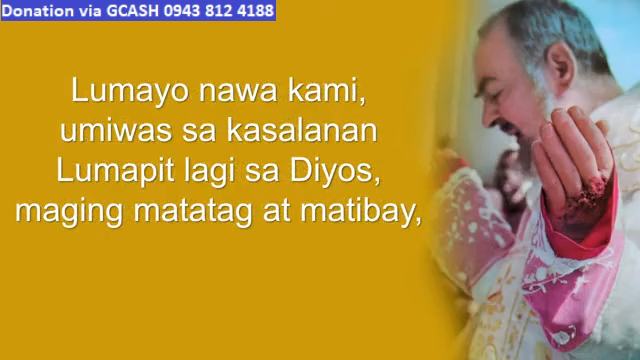 Donation via GCASH 0943 812 4188
Lumayo nawa kami,
umiwas sa kasalanan
Lumapit lagi sa Diyos,
maging matatag at matibay,